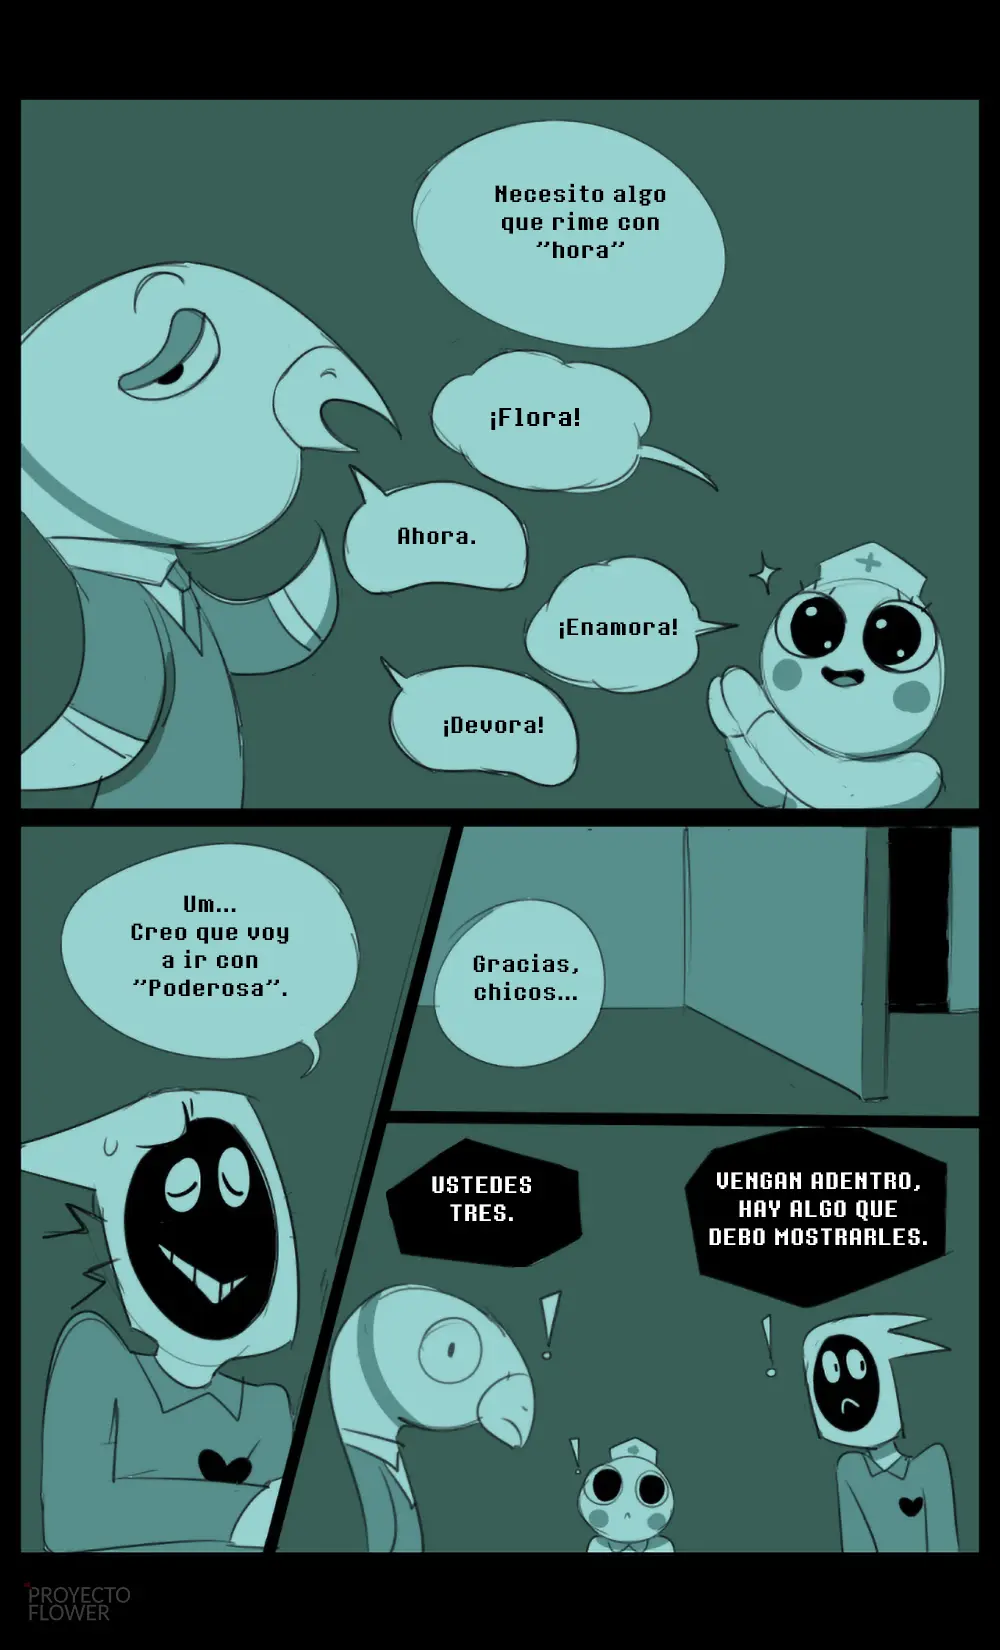 Necesito algo
que rime con
"hora"
¡Flora!
Ahora.
¡Enamora!
¡Devora!
Um...
Creo que voy
a ir con
"Poderosa".
Gracias,
chicos...
USTEDES
TRES.
VENGAN ADENTRO,
HAY ALGO QUE
DEBO MOSTRARLES.
PROYECTO
FLOWER